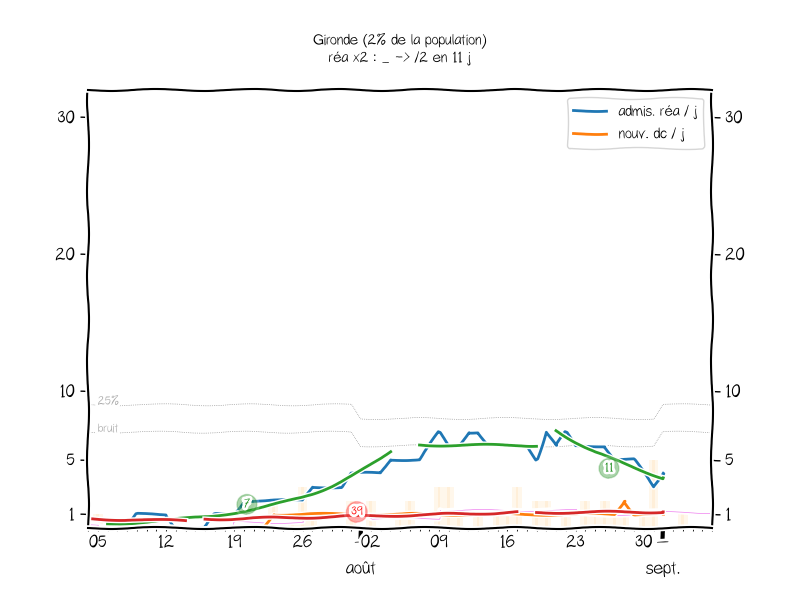 Gironde (2% de la population)
réa x2 : _ -> /2 en 11 j
admis. réa / j
nouv. dc / j
30
30
20
20
10
10
25%
bruit
5
5
11
7
39
1
1
05 12 19 26 02 09 16 23 30
août sept.